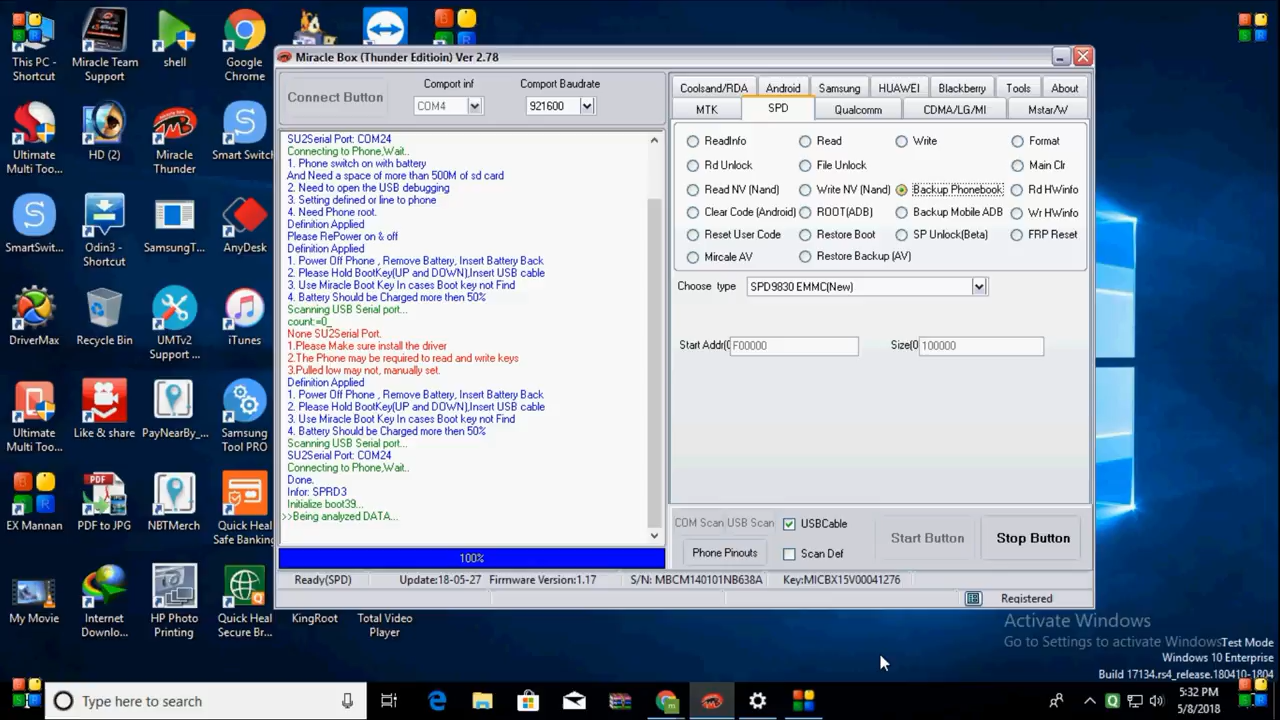 This PC - Shortcut
Miracle Team Support
shell
Google Chrome
Ultimate Multi Too...
HD (2)
Miracle Thunder
Smart Switch
SmartSwit...
Odin3 - Shortcut
SamsungT...
AnyDesk
DriverMax
Recycle Bin
UMTv2 Support ...
iTunes
Ultimate Multi Too...
Like & share
PayNearBy_...
Samsung Tool PRO
EX Mannan
PDF to JPG
NBTMerch
Quick Heal Safe Banking
My Movie
Internet Downlo...
HP Photo Printing
Quick Heal Secure Br...
KingRoot
Total Video Player
Miracle Box (Thunder Editioin) Ver 2.78
Connect Button
Comport inf
COM4
Comport Baudrate
921600
SU2Serial Port: COM24
Connecting to Phone,Wait..
1. Phone switch on with battery
And Need a space of more than 500M of sd card
2. Need to open the USB debugging
3. Setting defined or line to phone
4. Need Phone root.
Definition Applied
Please RePower on & off
Definition Applied
1. Power Off Phone , Remove Battery, Insert Battery Back
2. Please Hold BootKey(UP and DOWN),Insert USB cable
3. Use Miracle Boot Key In cases Boot key not Find
4. Battery Should be Charged more then 50%
Scanning USB Serial port...
count:=0_
None SU2Serial Port.
1.Please Make sure install the driver
2.The Phone may be required to read and write keys
3.Pulled low may not, manually set.
Definition Applied
1. Power Off Phone , Remove Battery, Insert Battery Back
2. Please Hold BootKey(UP and DOWN),Insert USB cable
3. Use Miracle Boot Key In cases Boot key not Find
4. Battery Should be Charged more then 50%
Scanning USB Serial port...
SU2Serial Port: COM24
Connecting to Phone,Wait..
Done.
Infor: SPRD3
Initialize boot39...
>>Being analyzed DATA...
100%
Coolsand/RDA Android Samsung HUAWEI Blackberry Tools About
MTK SPD Qualcomm CDMA/LG/MI Mstar/W
ReadInfo Read Write Format
Rd Unlock File Unlock Main Clr
Read NV (Nand) Write NV (Nand) Backup Phonebook Rd HWinfo
Clear Code (Android) ROOT(ADB) Backup Mobile ADB Wr HWinfo
Reset User Code Restore Boot SP Unlock(Beta) FRP Reset
Mircale AV Restore Backup (AV)
Choose type SPD9830 EMMC(New)
Start Addr(0 F00000 Size(0 100000
COM Scan USB Scan USBCable
Phone Pinouts Scan Def
Start Button Stop Button
Ready(SPD) Update:18-05-27 Firmware Version:1.17 S/N: MBCM140101NB638A Key:MICBX15V00041276
Registered
Activate Windows
Go to Settings to activate Windows
Test Mode
Windows 10 Enterprise
Build 17134.rs4_release.180410-1804
Type here to search
5:32 PM
5/8/2018